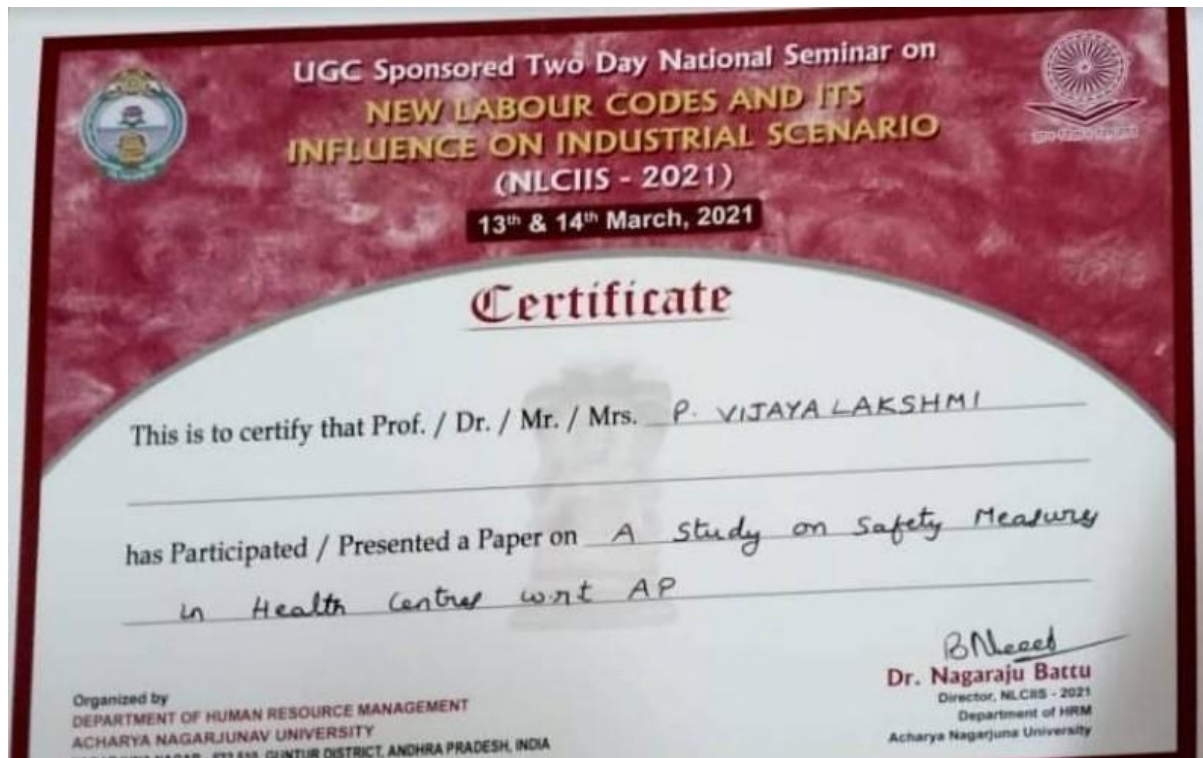 UGC Sponsored Two Day National Seminar on
NEW LABOUR CODES AND ITS
INFLUENCE ON INDUSTRIAL SCENARIO
(NLCIIS - 2021)
13th & 14th March, 2021
Certificate
This is to certify that Prof. / Dr. / Mr. / Mrs. P. VIJAYA LAKSHMI
has Participated / Presented a Paper on A Study on Safety Measures
in Health Centres w.r.t AP
Dr. Nagaraju Battu
Director, NLCIIS - 2021
Department of HRM
Acharya Nagarjuna University
Organized by
DEPARTMENT OF HUMAN RESOURCE MANAGEMENT
ACHARYA NAGARJUNAV UNIVERSITY
GUNTUR DISTRICT, ANDHRA PRADESH, INDIA